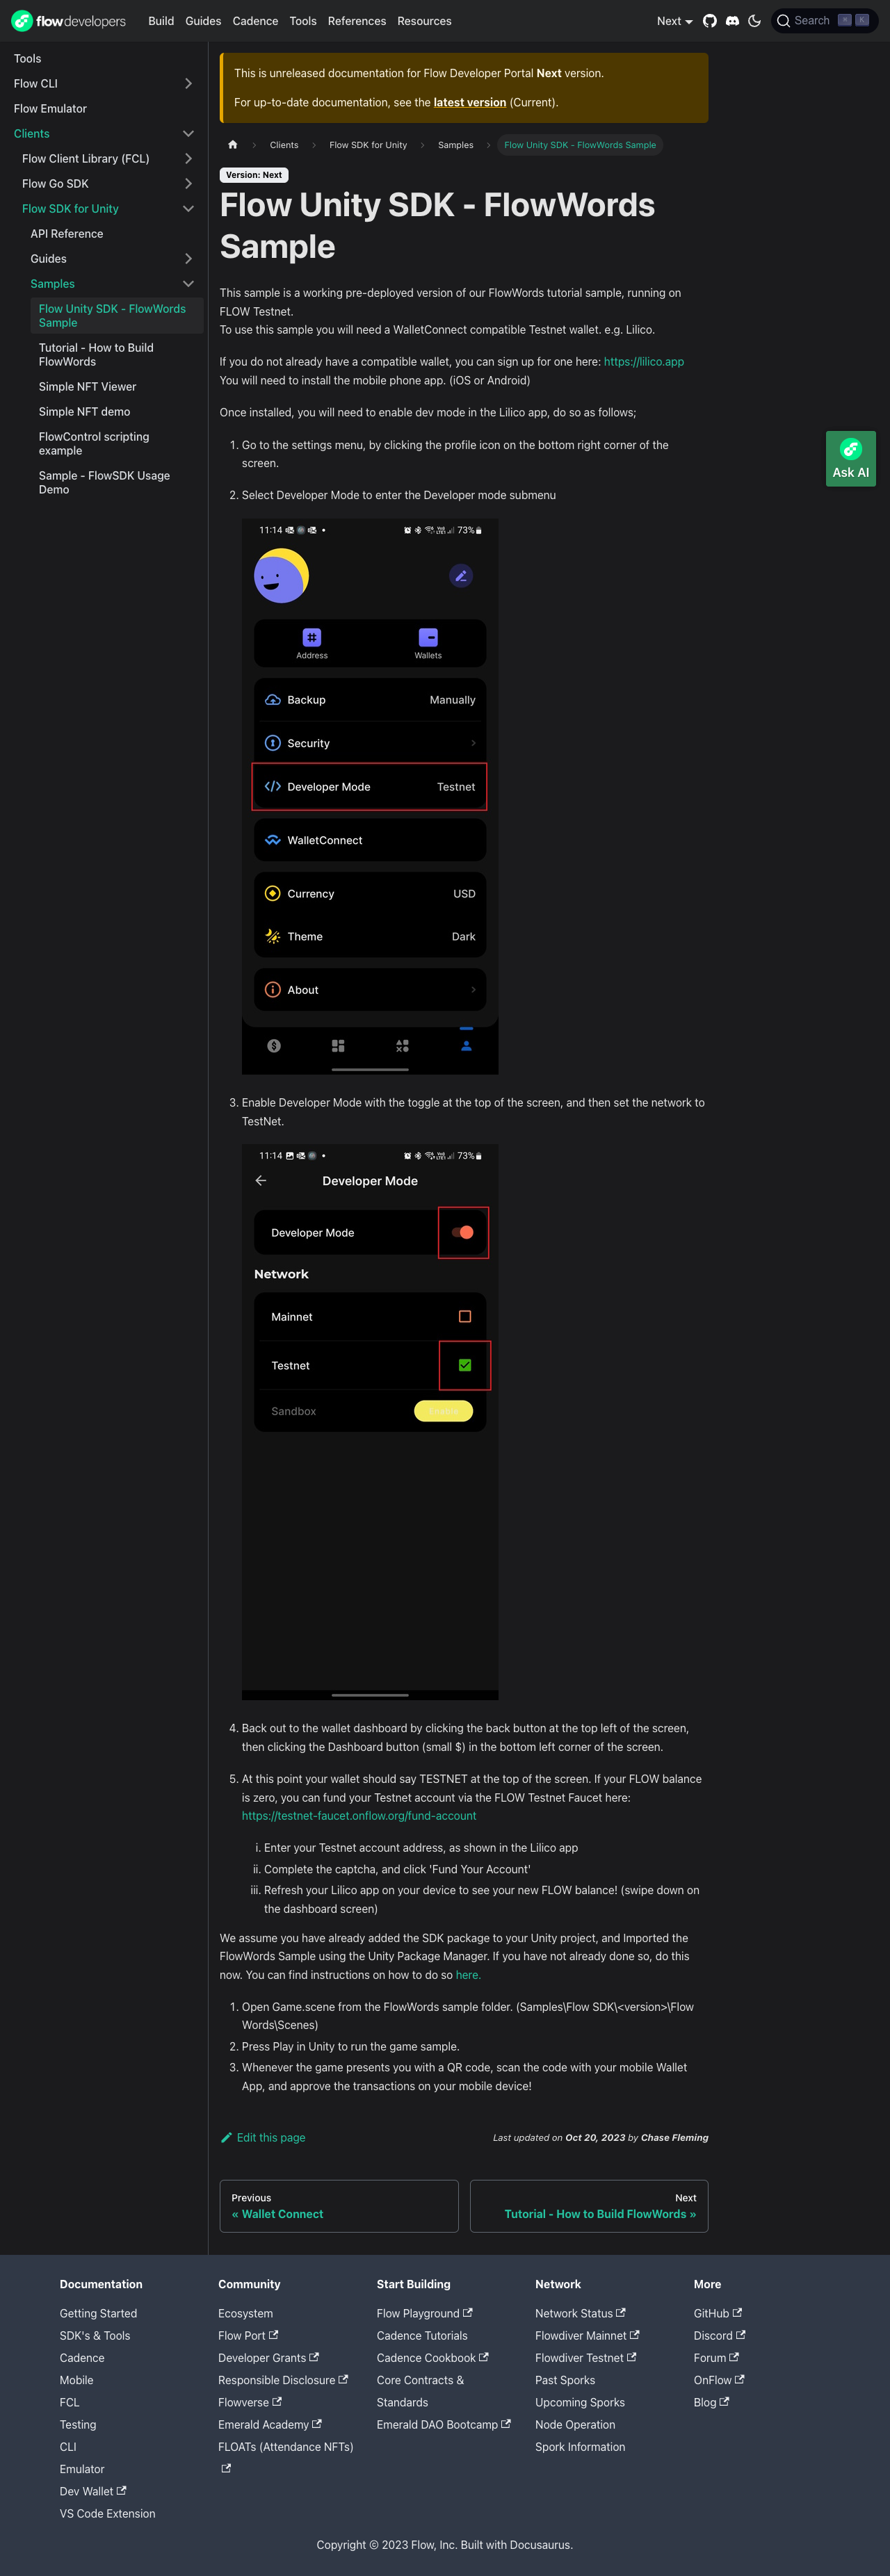 flow developers
Build Guides Cadence Tools References Resources
Next
Search ⌘ K
Tools
Flow CLI
Flow Emulator
Clients
Flow Client Library (FCL)
Flow Go SDK
Flow SDK for Unity
API Reference
Guides
Samples
Flow Unity SDK - FlowWords
Sample
Tutorial - How to Build
FlowWords
Simple NFT Viewer
Simple NFT demo
FlowControl scripting
example
Sample - FlowSDK Usage
Demo
This is unreleased documentation for Flow Developer Portal Next version.
For up-to-date documentation, see the latest version (Current).
Clients
Flow SDK for Unity
Samples
Flow Unity SDK - FlowWords Sample
Version: Next
Flow Unity SDK - FlowWords
Sample
This sample is a working pre-deployed version of our FlowWords tutorial sample, running on
FLOW Testnet.
To use this sample you will need a WalletConnect compatible Testnet wallet. e.g. Lilico.
If you do not already have a compatible wallet, you can sign up for one here: https://lilico.app
You will need to install the mobile phone app. (iOS or Android)
Once installed, you will need to enable dev mode in the Lilico app, do so as follows;
1. Go to the settings menu, by clicking the profile icon on the bottom right corner of the
screen.
2. Select Developer Mode to enter the Developer mode submenu
Ask AI
11:14
73%
Address
Wallets
Backup Manually
Security
Developer Mode Testnet
WalletConnect
Currency USD
Theme Dark
About
3. Enable Developer Mode with the toggle at the top of the screen, and then set the network to
TestNet.
11:14
73%
Developer Mode
Developer Mode
Network
Mainnet
Testnet
Sandbox
4. Back out to the wallet dashboard by clicking the back button at the top left of the screen,
then clicking the Dashboard button (small $) in the bottom left corner of the screen.
5. At this point your wallet should say TESTNET at the top of the screen. If your FLOW balance
is zero, you can fund your Testnet account via the FLOW Testnet Faucet here:
https://testnet-faucet.onflow.org/fund-account
i. Enter your Testnet account address, as shown in the Lilico app
ii. Complete the captcha, and click 'Fund Your Account'
iii. Refresh your Lilico app on your device to see your new FLOW balance! (swipe down on
the dashboard screen)
We assume you have already added the SDK package to your Unity project, and Imported the
FlowWords Sample using the Unity Package Manager. If you have not already done so, do this
now. You can find instructions on how to do so here.
1. Open Game.scene from the FlowWords sample folder. (Samples\Flow SDK\<version>\Flow
Words\Scenes)
2. Press Play in Unity to run the game sample.
3. Whenever the game presents you with a QR code, scan the code with your mobile Wallet
App, and approve the transactions on your mobile device!
Edit this page
Last updated on Oct 20, 2023 by Chase Fleming
Previous
« Wallet Connect
Next
Tutorial - How to Build FlowWords »
Documentation
Getting Started
SDK's & Tools
Cadence
Mobile
FCL
Testing
CLI
Emulator
Dev Wallet
VS Code Extension
Community
Ecosystem
Flow Port
Developer Grants
Responsible Disclosure
Flowverse
Emerald Academy
FLOATs (Attendance NFTs)
Start Building
Flow Playground
Cadence Tutorials
Cadence Cookbook
Core Contracts &
Standards
Emerald DAO Bootcamp
Network
Network Status
Flowdiver Mainnet
Flowdiver Testnet
Past Sporks
Upcoming Sporks
Node Operation
Spork Information
More
GitHub
Discord
Forum
OnFlow
Blog
Copyright © 2023 Flow, Inc. Built with Docusaurus.